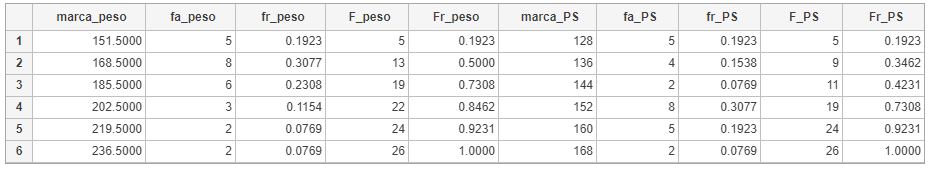 marca_peso fa_peso fr_peso F_peso Fr_peso marca_PS fa_PS fr_PS F_PS Fr_PS
1 151.5000 5 0.1923 5 0.1923 128 5 0.1923 5 0.1923
2 168.5000 8 0.3077 13 0.5000 136 4 0.1538 9 0.3462
3 185.5000 6 0.2308 19 0.7308 144 2 0.0769 11 0.4231
4 202.5000 3 0.1154 22 0.8462 152 8 0.3077 19 0.7308
5 219.5000 2 0.0769 24 0.9231 160 5 0.1923 24 0.9231
6 236.5000 2 0.0769 26 1.0000 168 2 0.0769 26 1.0000